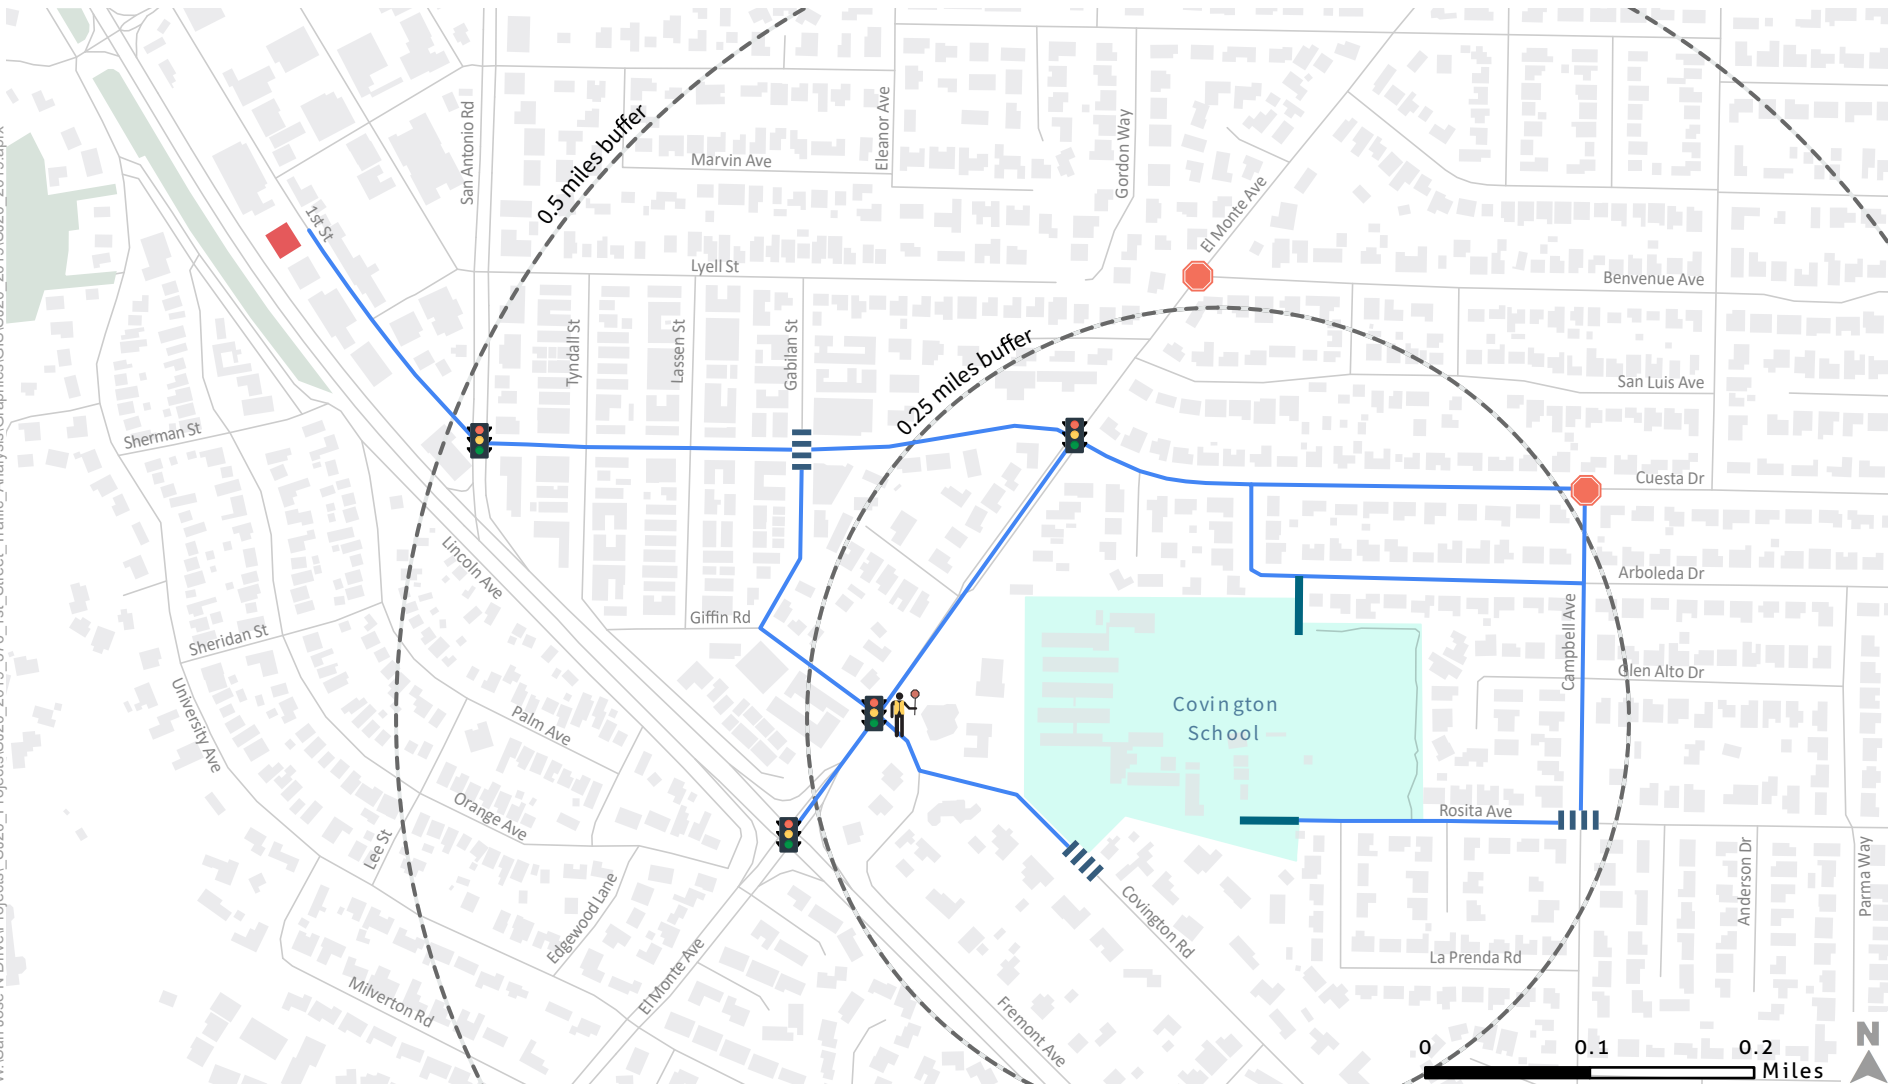 San Antonio Rd
0.5 miles buffer
Marvin Ave
Eleanor Ave
Gordon Way
El Monte Ave
1st St
Lyell St
Benvenue Ave
Tyndall St
Lassen St
Gabilan St
0.25 miles buffer
San Luis Ave
Sherman St
Cuesta Dr
Lincoln Ave
Arboleda Dr
Giffin Rd
Campbell Ave
Sheridan St
Glen Alto Dr
University Ave
Palm Ave
Covington
School
Orange Ave
Rosita Ave
Lee St
Edgewood Lane
Anderson Dr
Parma Way
Covington Rd
El Monte Ave
La Prenda Rd
Milverton Rd
Fremont Ave
N
0
0.1
0.2
Miles